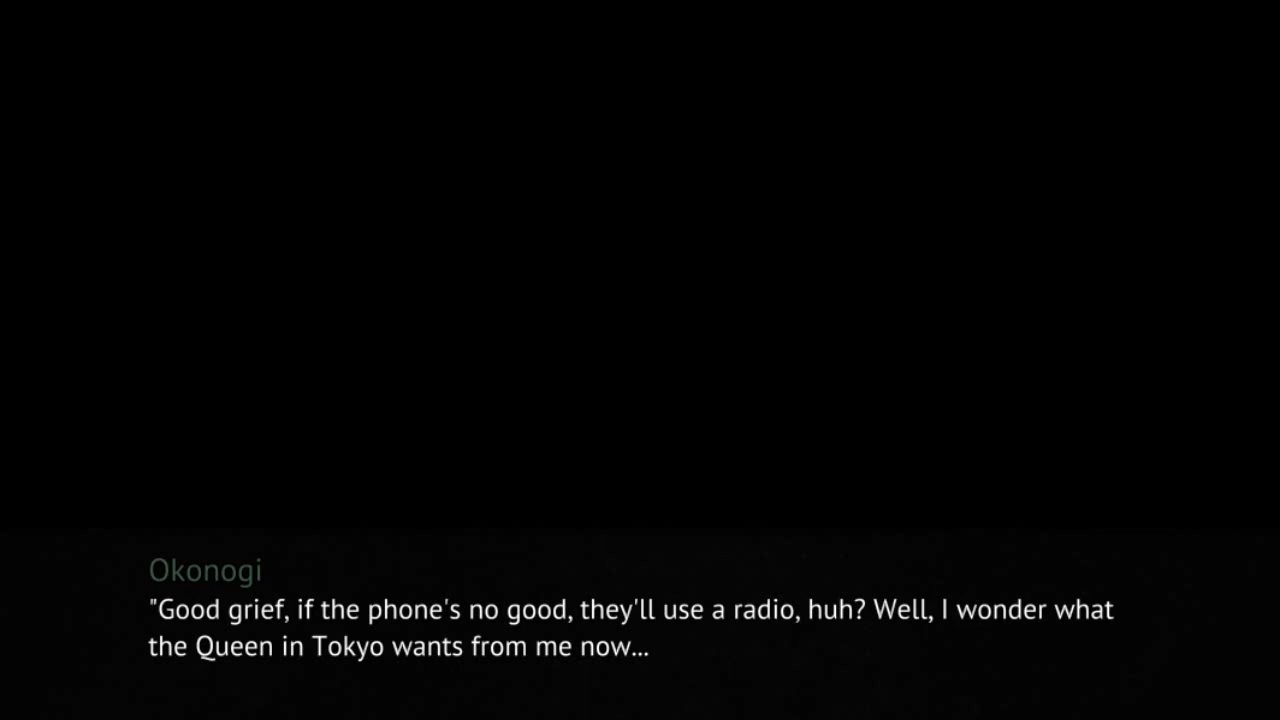 Okonogi
"Good grief, if the phone's no good, they'll use a radio, huh? Well, I wonder what
the Queen in Tokyo wants from me now...